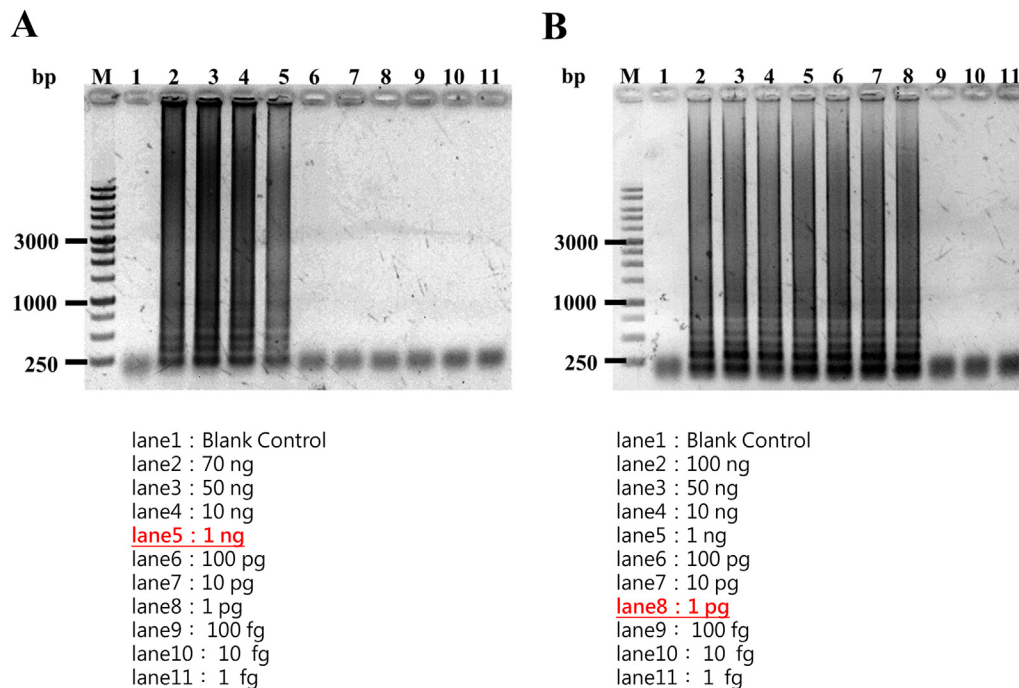 A
bp M 1 2 3 4 5 6 7 8 9 10 11
3000
1000
250
lane1 : Blank Control
lane2 : 70 ng
lane3 : 50 ng
lane4 : 10 ng
lane5 : 1 ng
lane6 : 100 pg
lane7 : 10 pg
lane8 : 1 pg
lane9 : 100 fg
lane10 : 10 fg
lane11 : 1 fg
B
bp M 1 2 3 4 5 6 7 8 9 10 11
3000
1000
250
lane1 : Blank Control
lane2 : 100 ng
lane3 : 50 ng
lane4 : 10 ng
lane5 : 1 ng
lane6 : 100 pg
lane7 : 10 pg
lane8 : 1 pg
lane9 : 100 fg
lane10 : 10 fg
lane11 : 1 fg